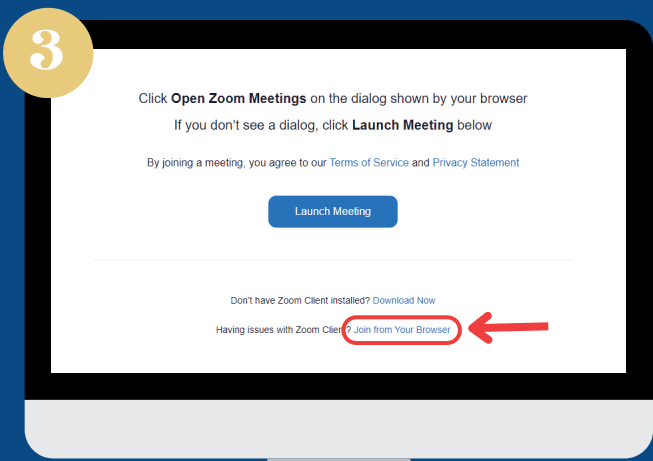 3
Click Open Zoom Meetings on the dialog shown by your browser
If you don't see a dialog, click Launch Meeting below
By joining a meeting, you agree to our Terms of Service and Privacy Statement
Launch Meeting
Don't have Zoom Client installed? Download Now
Having issues with Zoom Client? Join from Your Browser